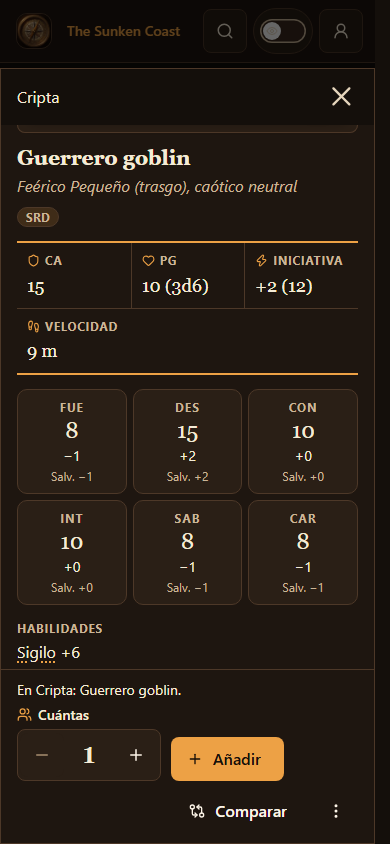 The Sunken Coast
Cripta
Guerrero goblin
Feérico Pequeño (trasgo), caótico neutral
SRD
CA
15
PG
10 (3d6)
INICIATIVA
+2 (12)
VELOCIDAD
9 m
FUE
8
−1
Salv. −1
DES
15
+2
Salv. +2
CON
10
+0
Salv. +0
INT
10
+0
Salv. +0
SAB
8
−1
Salv. −1
CAR
8
−1
Salv. −1
HABILIDADES
Sigilo +6
En Cripta: Guerrero goblin.
Cuántas
− 1 +
+ Añadir
Comparar